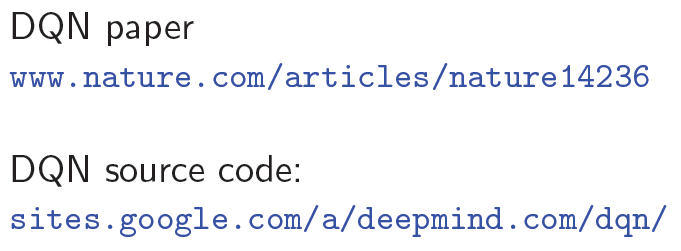 DQN paper
www.nature.com/articles/nature14236
DQN source code:
sites.google.com/a/deepmind.com/dqn/